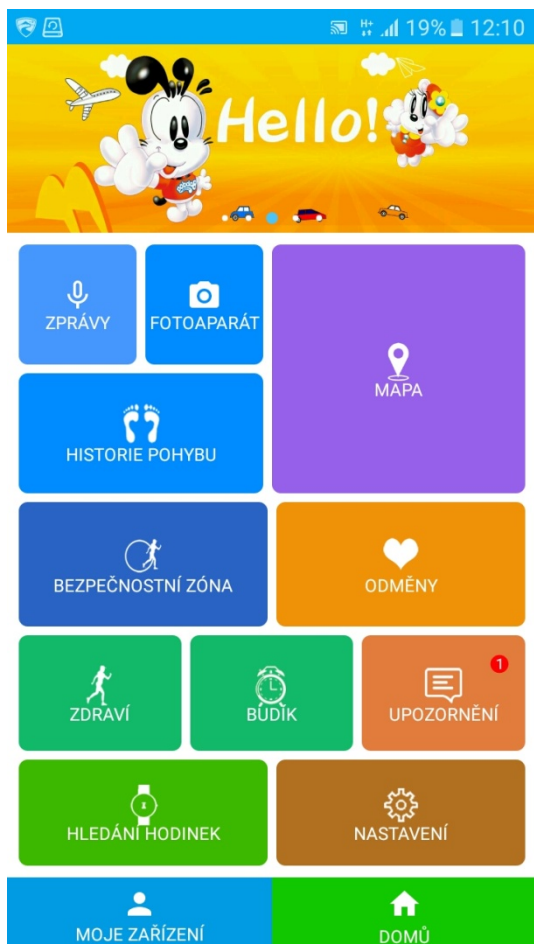 19% 12:10
Hello!
ZPRÁVY
FOTOAPARÁT
MAPA
HISTORIE POHYBU
BEZPEČNOSTNÍ ZÓNA
ODMĚNY
ZDRAVÍ
BUDÍK
1
UPOZORNĚNÍ
HLEDÁNÍ HODINEK
NASTAVENÍ
MOJE ZAŘÍZENÍ
DOMŮ